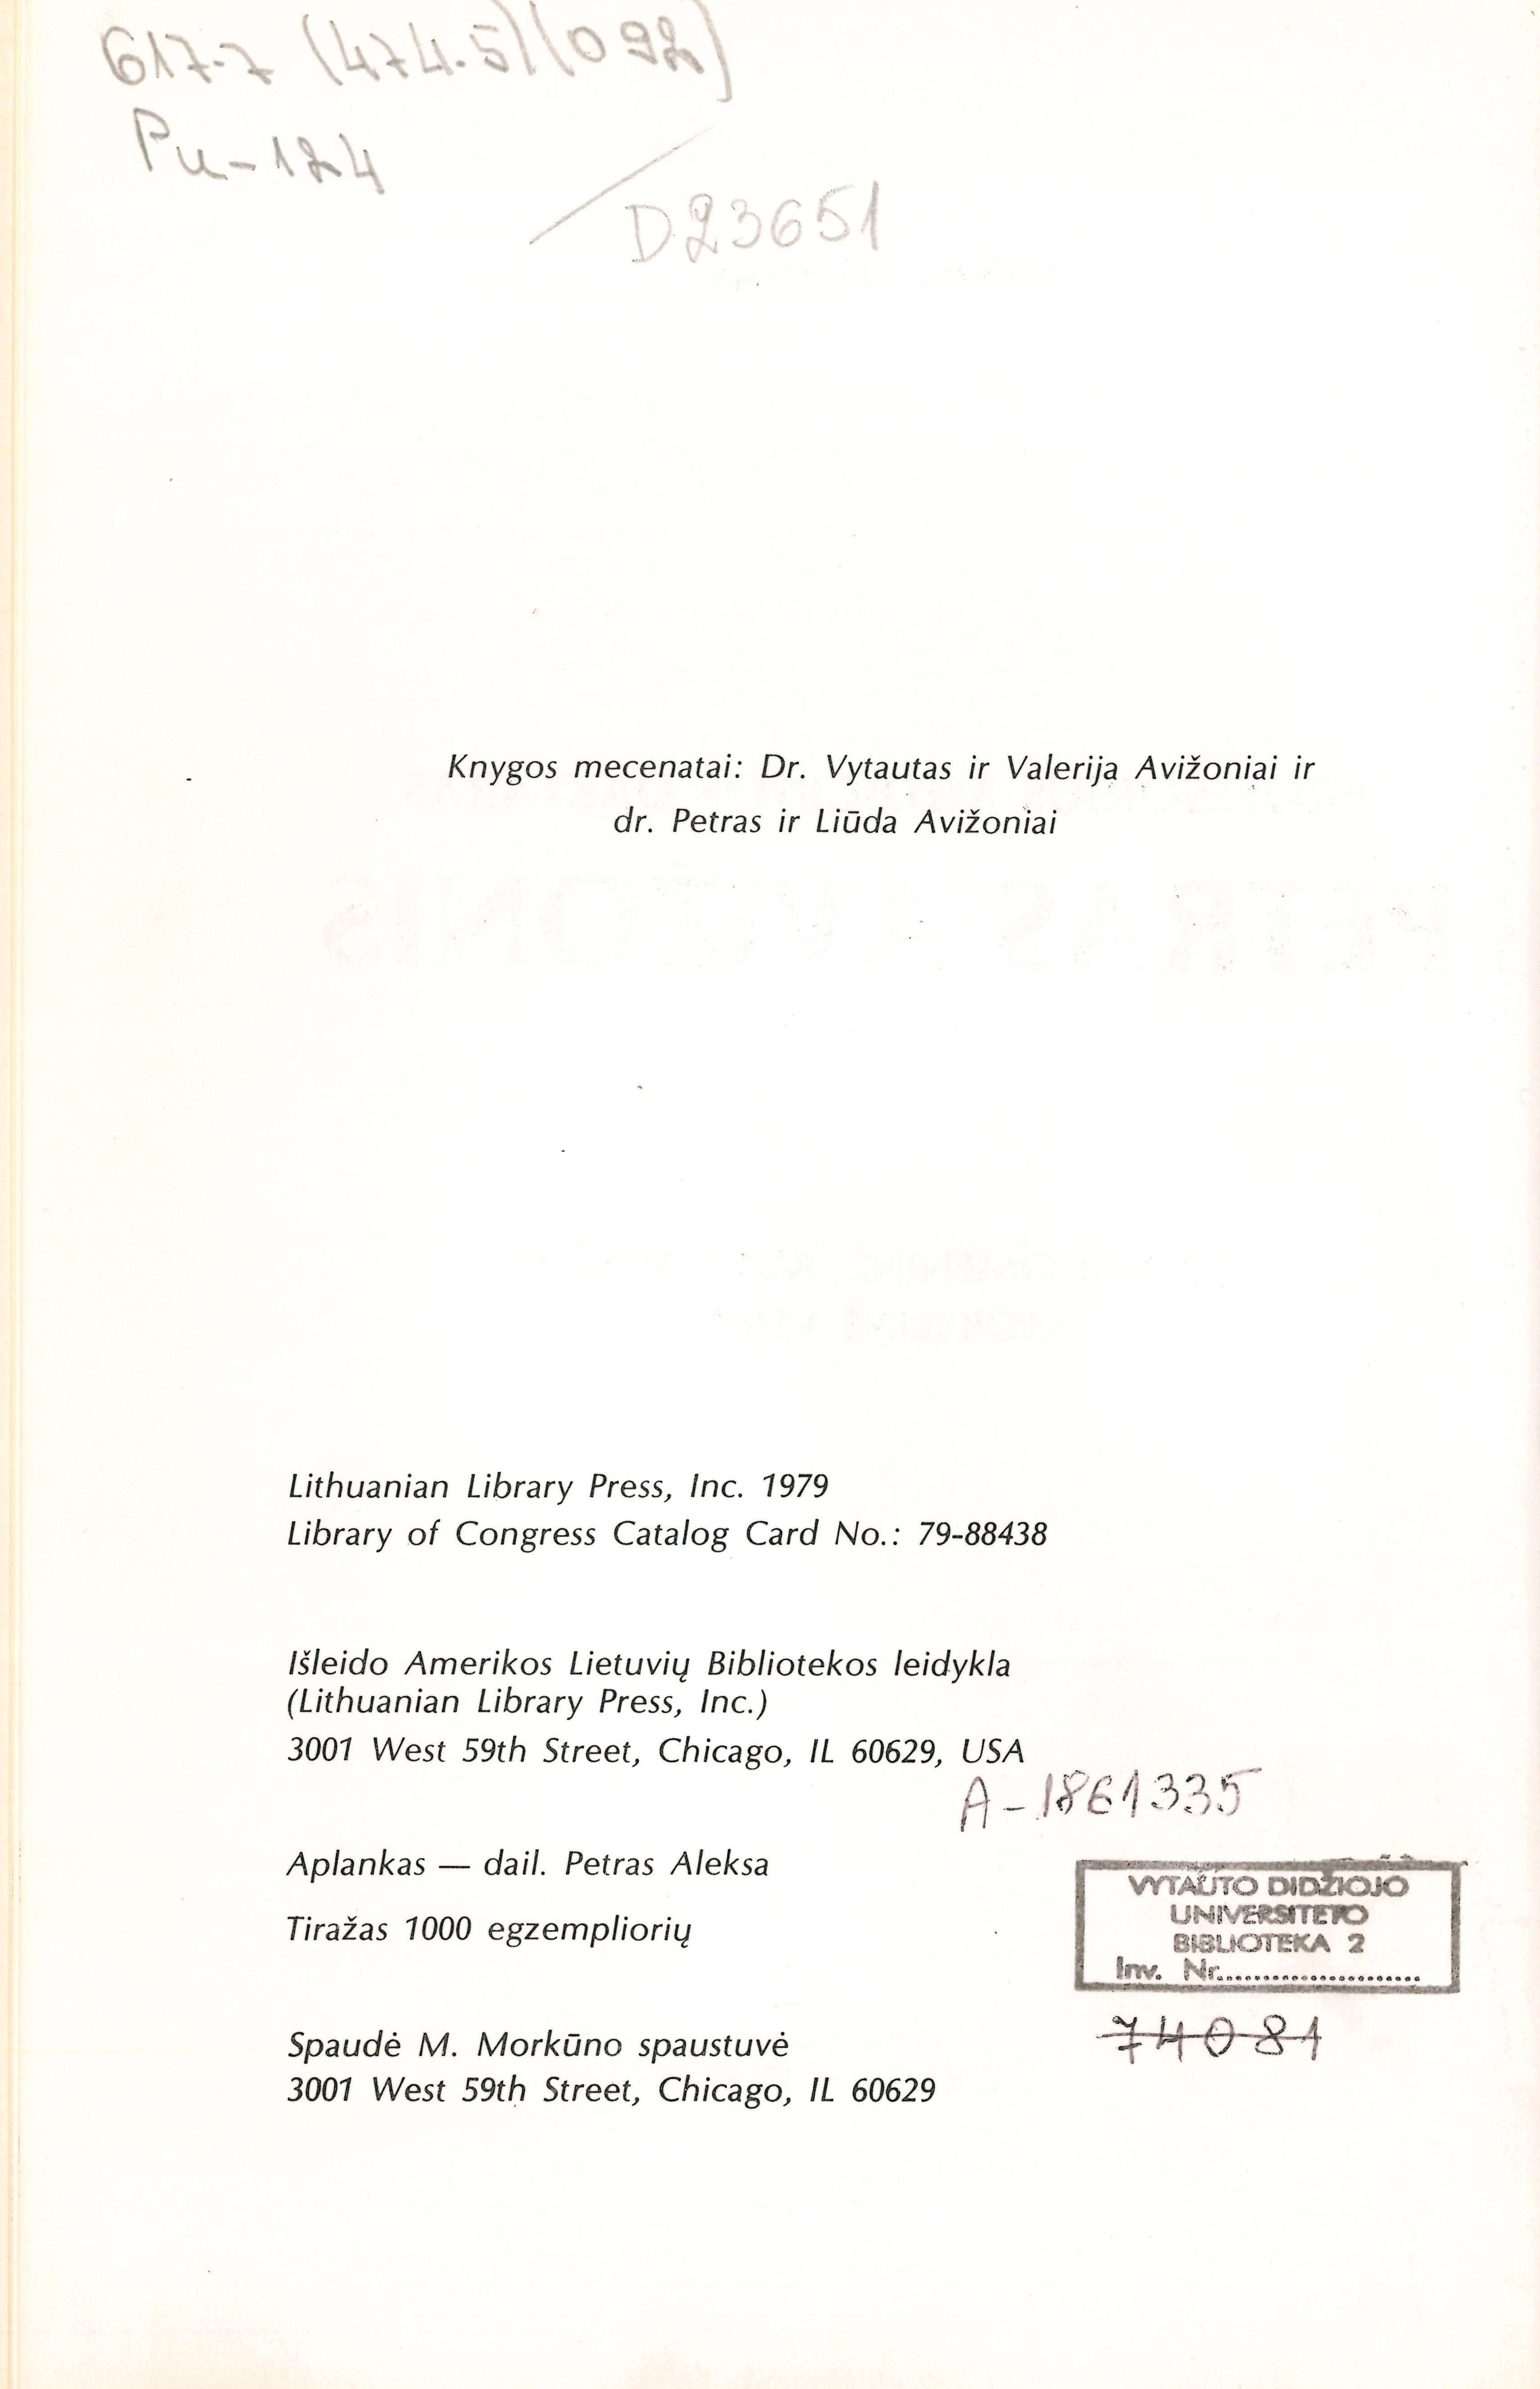 617.7 (474.5)(092)
Pu-124
D23651
Knygos mecenatai: Dr. Vytautas ir Valerija Avižoniai ir
dr. Petras ir Liūda Avižoniai
Lithuanian Library Press, Inc. 1979
Library of Congress Catalog Card No.: 79-88438
Išleido Amerikos Lietuvių Bibliotekos leidykla
(Lithuanian Library Press, Inc.)
3001 West 59th Street, Chicago, IL 60629, USA
A-1861335
Aplankas — dail. Petras Aleksa
Tiražas 1000 egzempliorių
VYTAUTO DIDŽIOJO
UNIVERSITETO
BIBLIOTEKA 2
Inv. Nr.......................
74081
Spaudė M. Morkūno spaustuvė
3001 West 59th Street, Chicago, IL 60629